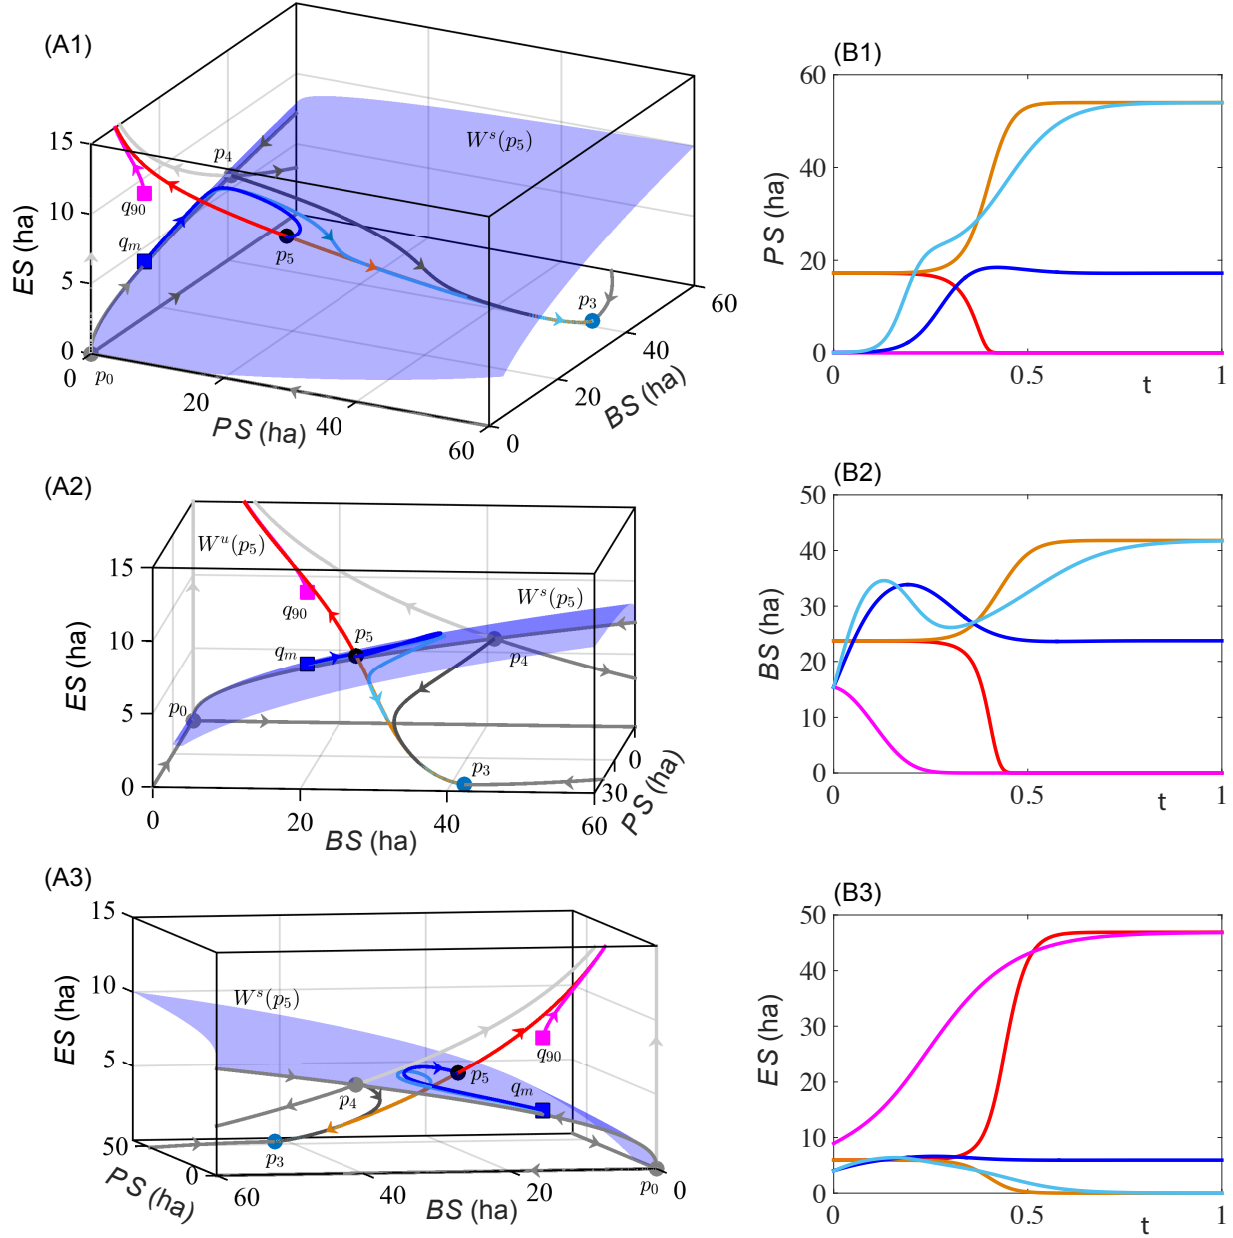 (A1)
15
10
5
0
ES (ha)
0
20
40
60
PS (ha)
0
20
40
60
BS (ha)
p4
q90
qm
p5
p3
p0
W^s(p5)
(B1)
60
40
20
0
PS (ha)
0
0.5
t
1
(A2)
15
10
5
0
ES (ha)
0
20
40
60
BS (ha)
0
30
PS (ha)
W^u(p5)
W^s(p5)
q90
p5
qm
p4
p0
p3
(B2)
50
40
30
20
10
0
BS (ha)
0
0.5
t
1
(A3)
15
10
5
ES (ha)
50
0
PS (ha)
60
40
20
0
BS (ha)
W^s(p5)
q90
p5
qm
p4
p3
p0
(B3)
50
40
30
20
10
0
ES (ha)
0
0.5
t
1